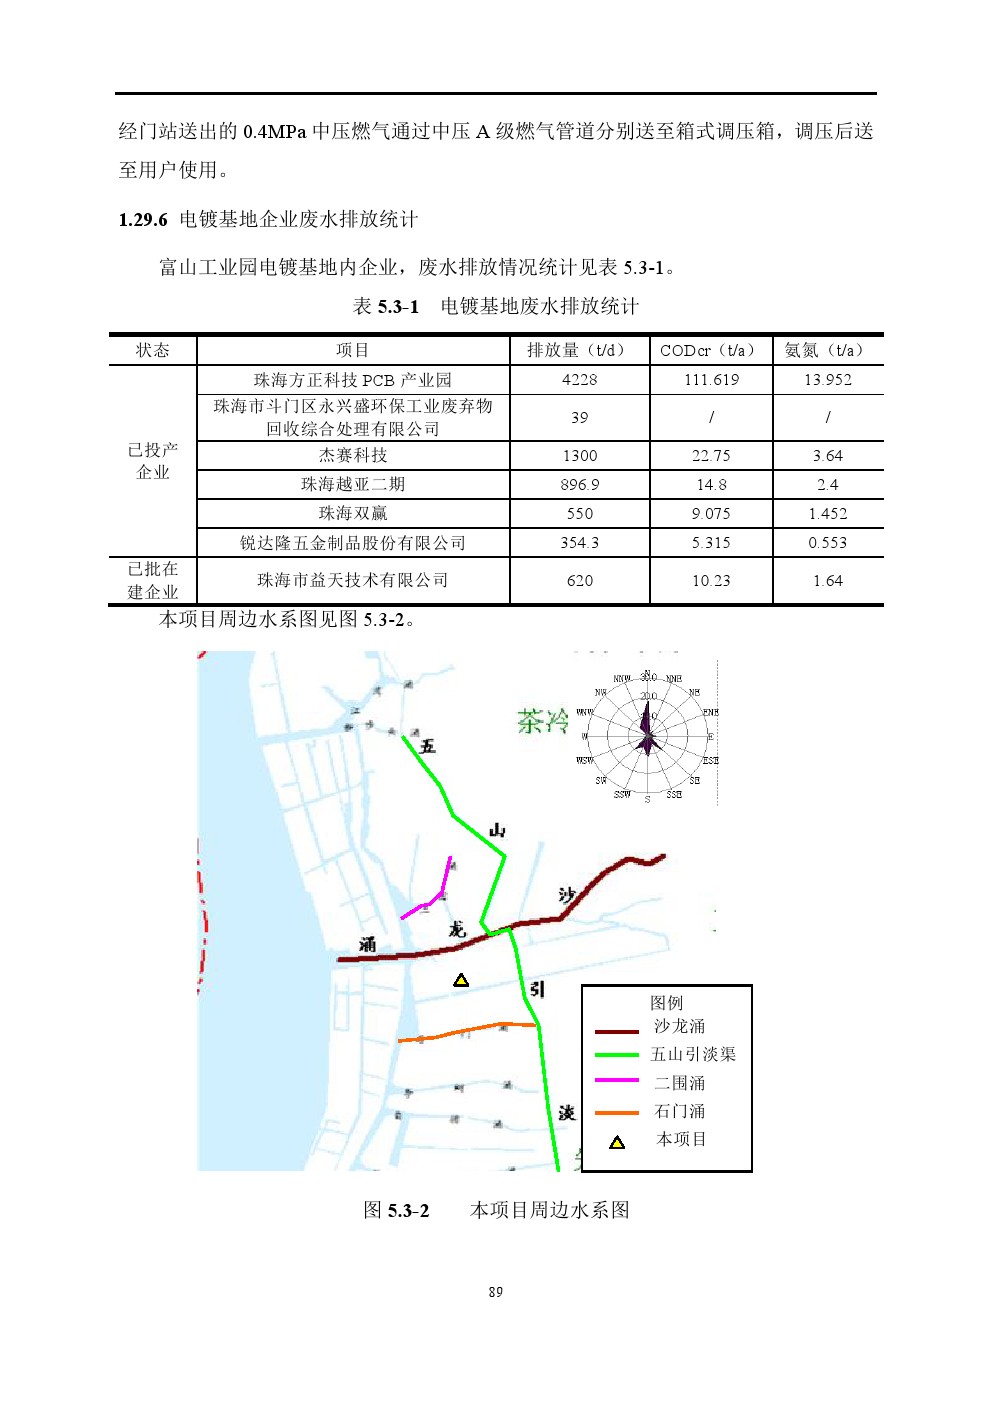 经门站送出的 0.4MPa 中压燃气通过中压 A 级燃气管道分别送至箱式调压箱，调压后送
至用户使用。
1.29.6 电镀基地企业废水排放统计
富山工业园电镀基地内企业，废水排放情况统计见表 5.3-1。
表 5.3-1 电镀基地废水排放统计
状态 项目 排放量（t/d） CODcr（t/a） 氨氮（t/a）
已投产
企业
珠海方正科技 PCB 产业园 4228 111.619 13.952
珠海市斗门区永兴盛环保工业废弃物
回收综合处理有限公司 39 / /
杰赛科技 1300 22.75 3.64
珠海越亚二期 896.9 14.8 2.4
珠海双赢 550 9.075 1.452
锐达隆五金制品股份有限公司 354.3 5.315 0.553
已批在
建企业
珠海市益天技术有限公司 620 10.23 1.64
本项目周边水系图见图 5.3-2。
N
NNW 30.0 NNE
NW 20.0 NE
WNW ENE
W E
WSW ESE
SW SE
SSW S SSE
茶冷
五
山
沙
龙
涌
引
淡
图例
沙龙涌
五山引淡渠
二围涌
石门涌
本项目
图 5.3-2 本项目周边水系图
89